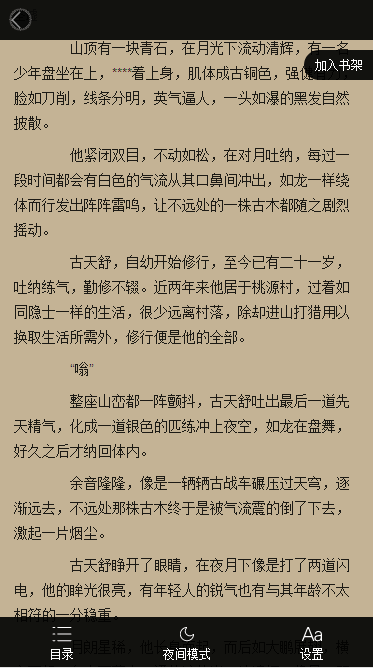 山顶有一块青石，在月光下流动清辉，有一名
少年盘坐在上，****着上身，肌体成古铜色，强健
加入书架
脸如刀削，线条分明，英气逼人，一头如瀑的黑发自然
披散。
他紧闭双目，不动如松，在对月吐纳，每过一
段时间都会有白色的气流从其口鼻间冲出，如龙一样绕
体而行发出阵阵雷鸣，让不远处的一株古木都随之剧烈
摇动。
古天舒，自幼开始修行，至今已有二十一岁，
吐纳练气，勤修不辍。近两年来他居于桃源村，过着如
同隐士一样的生活，很少远离村落，除却进山打猎用以
换取生活所需外，修行便是他的全部。
“嗡”
整座山峦都一阵颤抖，古天舒吐出最后一道先
天精气，化成一道银色的匹练冲上夜空，如龙在盘舞，
好久之后才纳回体内。
余音隆隆，像是一辆辆古战车碾压过天穹，逐
渐远去，不远处那株古木终于是被气流震的倒了下去，
激起一片烟尘。
古天舒睁开了眼睛，在夜月下像是打了两道闪
电，他的眸光很亮，有年轻人的锐气也有与其年龄不太
相符的一分稳重。
目录
夜间模式
Aa
设置